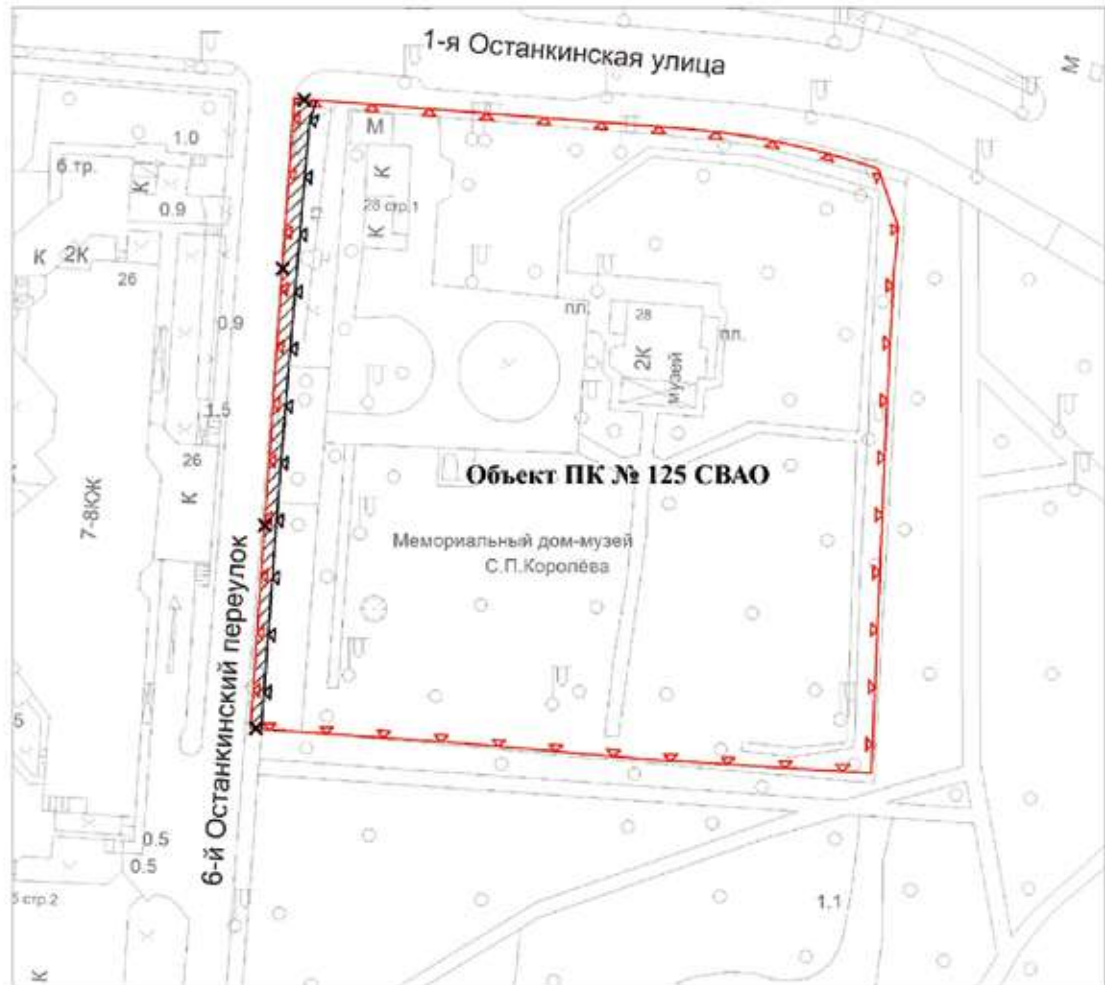 1-я Останкинская улица
М
М
1.0
6 тр.
К
К
0.9
28 стр.1
К
К
2К
26
0.9
пл.
28
пл.
2К
музей
1.5
26
К
7-8КЖ
Объект ПК № 125 СВАО
Мемориальный дом-музей
С.П.Королёва
6-й Останкинский переулок
5
0.5
0.5
5 стр.2
1.1
К